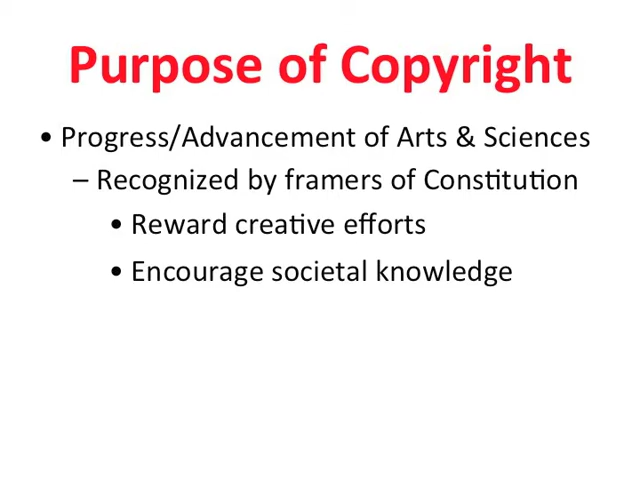 Purpose of Copyright
• Progress/Advancement of Arts & Sciences
– Recognized by framers of Constitution
• Reward creative efforts
• Encourage societal knowledge